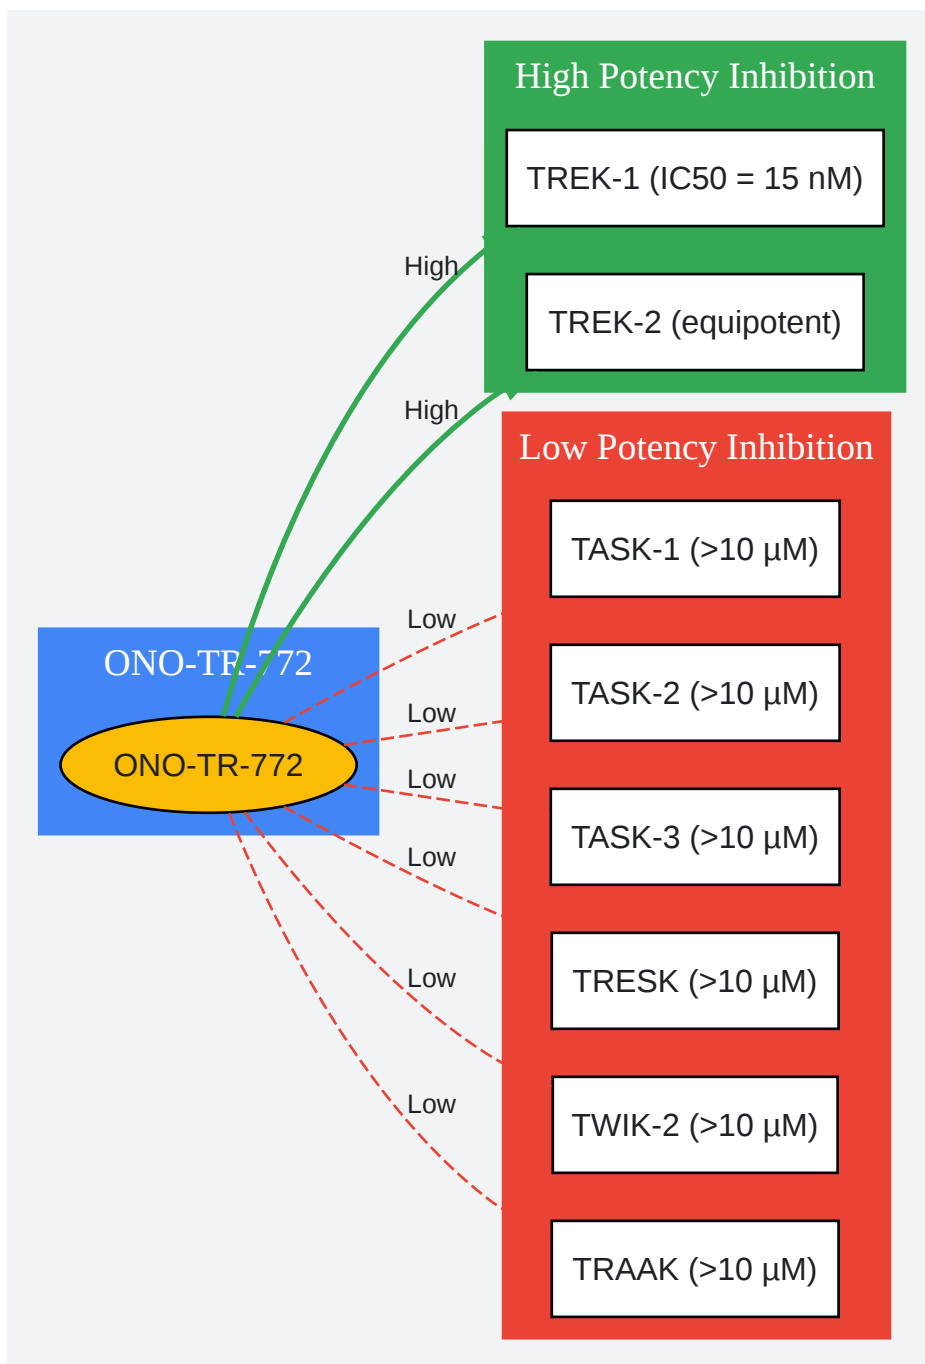 High Potency Inhibition
TREK-1 (IC50 = 15 nM)
High
TREK-2 (equipotent)
High
Low Potency Inhibition
TASK-1 (>10 µM)
Low
ONO-TR-772
TASK-2 (>10 µM)
Low
ONO-TR-772
Low
TASK-3 (>10 µM)
Low
TRESK (>10 µM)
Low
TWIK-2 (>10 µM)
Low
TRAAK (>10 µM)